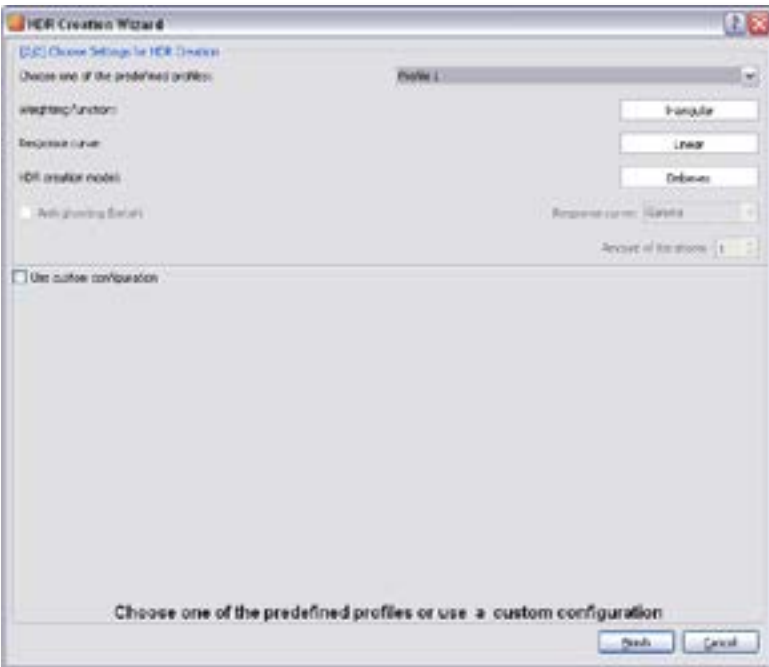 HDR Creation Wizard
[2/2] Choose Settings for HDR Creation
Choose one of the predefined profiles: Profile 1
Weighting function: triangular
Response curve: Linear
HDR creation model: Debevec
Anti-ghosting (beta!) Response curve: Gamma
Amount of iterations: 1
Use custom configuration
Choose one of the predefined profiles or use a custom configuration
Finish Cancel